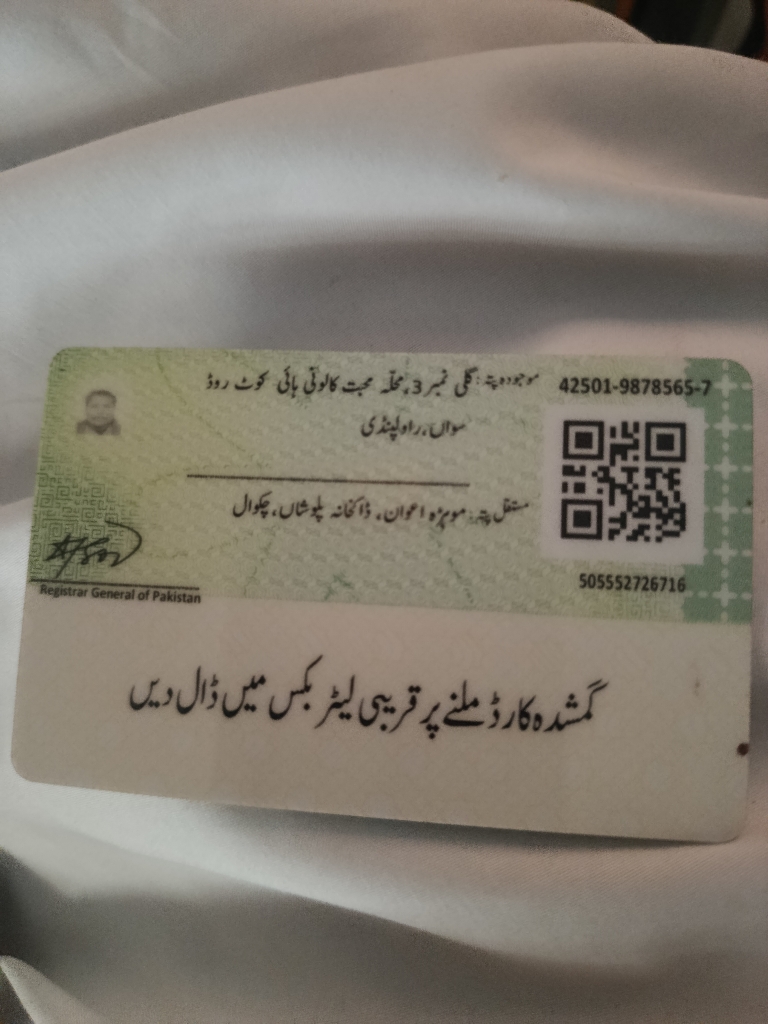 موجودہ پتہ: گلی نمبر 3، محلّہ محبت کالونی ہائی کوٹ روڈ
سواں، راولپنڈی
مستقل پتہ: موہڑہ اعوان، ڈاکخانہ پلوشاں، چکوال
42501-9878565-7
505552726716
Registrar General of Pakistan
گمشدہ کارڈ ملنے پر قریبی لیٹر بکس میں ڈال دیں